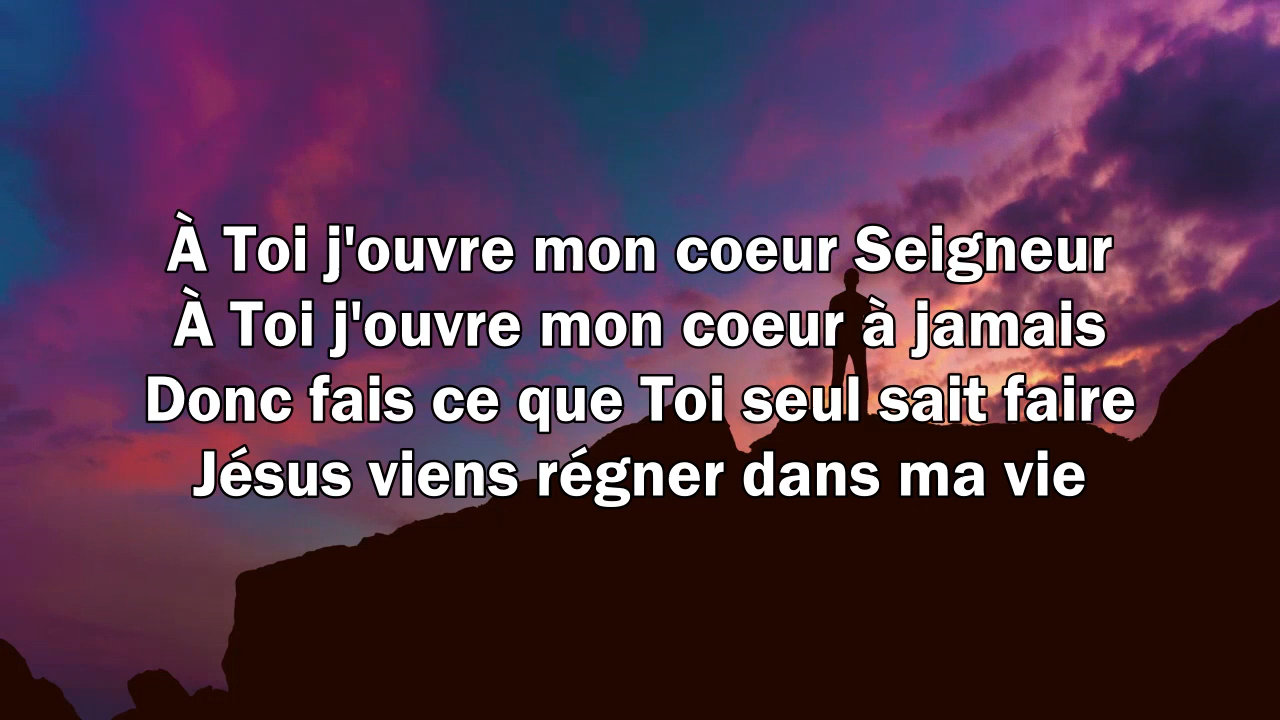 À Toi j'ouvre mon coeur Seigneur
À Toi j'ouvre mon coeur à jamais
Donc fais ce que Toi seul sait faire
Jésus viens régner dans ma vie